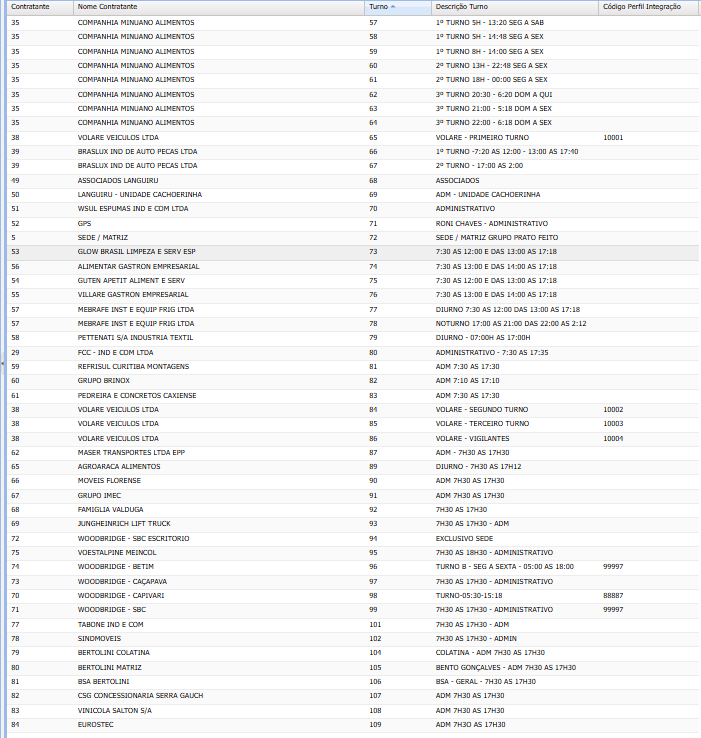 Contratante Nome Contratante Turno Descrição Turno Código Perfil Integração
35 COMPANHIA MINUANO ALIMENTOS 57 1º TURNO 5H - 13:20 SEG A SAB
35 COMPANHIA MINUANO ALIMENTOS 58 1º TURNO 5H - 14:48 SEG A SEX
35 COMPANHIA MINUANO ALIMENTOS 59 1º TURNO 8H - 14:00 SEG A SEX
35 COMPANHIA MINUANO ALIMENTOS 60 2º TURNO 13H - 22:48 SEG A SEX
35 COMPANHIA MINUANO ALIMENTOS 61 2º TURNO 18H - 00:00 SEG A SEX
35 COMPANHIA MINUANO ALIMENTOS 62 3º TURNO 20:30 - 6:20 DOM A QUI
35 COMPANHIA MINUANO ALIMENTOS 63 3º TURNO 21:00 - 5:18 DOM A SEX
35 COMPANHIA MINUANO ALIMENTOS 64 3º TURNO 22:00 - 6:18 DOM A SEX
38 VOLARE VEICULOS LTDA 65 VOLARE - PRIMEIRO TURNO 10001
39 BRASLUX IND DE AUTO PECAS LTDA 66 1º TURNO -7:20 AS 12:00 - 13:00 AS 17:40
39 BRASLUX IND DE AUTO PECAS LTDA 67 2º TURNO - 17:00 AS 2:00
49 ASSOCIADOS LANGUIRU 68 ASSOCIADOS
50 LANGUIRU - UNIDADE CACHOERINHA 69 ADM - UNIDADE CACHOERINHA
51 WSUL ESPUMAS IND E COM LTDA 70 ADMINISTRATIVO
52 GPS 71 RONI CHAVES - ADMINISTRATIVO
5 SEDE / MATRIZ 72 SEDE / MATRIZ GRUPO PRATO FEITO
53 GLOW BRASIL LIMPEZA E SERV ESP 73 7:30 AS 12:00 E DAS 13:00 AS 17:18
56 ALIMENTAR GASTRON EMPRESARIAL 74 7:30 AS 13:00 E DAS 14:00 AS 17:18
54 GUTEN APETIT ALIMENT E SERV 75 7:30 AS 12:00 E DAS 13:00 AS 17:18
55 VILLARE GASTRON EMPRESARIAL 76 7:30 AS 13:00 E DAS 14:00 AS 17:18
57 MEBRAFE INST E EQUIP FRIG LTDA 77 DIURNO 7:30 AS 12:00 DAS 13:00 AS 17:18
57 MEBRAFE INST E EQUIP FRIG LTDA 78 NOTURNO 17:00 AS 21:00 DAS 22:00 AS 2:12
58 PETTENATI S/A INDUSTRIA TEXTIL 79 DIURNO - 07:00H AS 17:00H
29 FCC - IND E COM LTDA 80 ADMINISTRATIVO - 7:30 AS 17:35
59 REFRISUL CURITIBA MONTAGENS 81 ADM 7:30 AS 17:30
60 GRUPO BRINOX 82 ADM 7:10 AS 17:10
61 PEDREIRA E CONCRETOS CAXIENSE 83 ADM 7:30 AS 17:30
38 VOLARE VEICULOS LTDA 84 VOLARE - SEGUNDO TURNO 10002
38 VOLARE VEICULOS LTDA 85 VOLARE - TERCEIRO TURNO 10003
38 VOLARE VEICULOS LTDA 86 VOLARE - VIGILANTES 10004
62 MASER TRANSPORTES LTDA EPP 87 ADM - 7H30 AS 17H30
65 AGROARACA ALIMENTOS 89 DIURNO - 7H30 AS 17H12
66 MOVEIS FLORENSE 90 ADM 7H30 AS 17H30
67 GRUPO IMEC 91 ADM 7H30 AS 17H30
68 FAMIGLIA VALDUGA 92 7H30 AS 17H30
69 JUNGHEINRICH LIFT TRUCK 93 7H30 AS 17H30 - ADM
72 WOODBRIDGE - SBC ESCRITORIO 94 EXCLUSIVO SEDE
75 VOESTALPINE MEINCOL 95 7H30 AS 18H30 - ADMINISTRATIVO
74 WOODBRIDGE - BETIM 96 TURNO B - SEG A SEXTA - 05:00 AS 18:00 99997
73 WOODBRIDGE - CAÇAPAVA 97 7H30 AS 17H30 - ADMINISTRATIVO
70 WOODBRIDGE - CAPIVARI 98 TURNO-05:30-15:18 88887
71 WOODBRIDGE - SBC 99 7H30 AS 17H30 - ADMINISTRATIVO 99997
77 TABONE IND E COM 101 7H30 AS 17H30 - ADM
78 SINDMOVEIS 102 7H30 AS 17H30 - ADMIN
79 BERTOLINI COLATINA 104 COLATINA - ADM 7H30 AS 17H30
80 BERTOLINI MATRIZ 105 BENTO GONÇALVES - ADM 7H30 AS 17H30
81 BSA BERTOLINI 106 BSA - GERAL - 7H30 AS 17H30
82 CSG CONCESSIONARIA SERRA GAUCH 107 ADM 7H30 AS 17H30
83 VINICOLA SALTON S/A 108 ADM 7H30 AS 17H30
84 EUROSTEC 109 ADM 7H30 AS 17H30